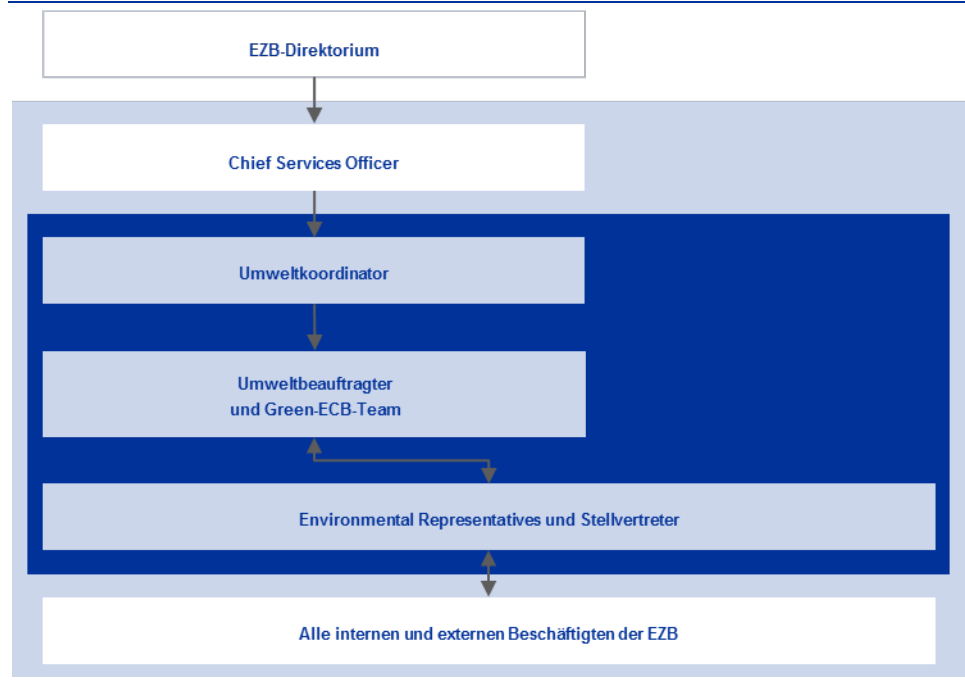 EZB-Direktorium
Chief Services Officer
Umweltkoordinator
Umweltbeauftragter
und Green-ECB-Team
Environmental Representatives und Stellvertreter
Alle internen und externen Beschäftigten der EZB